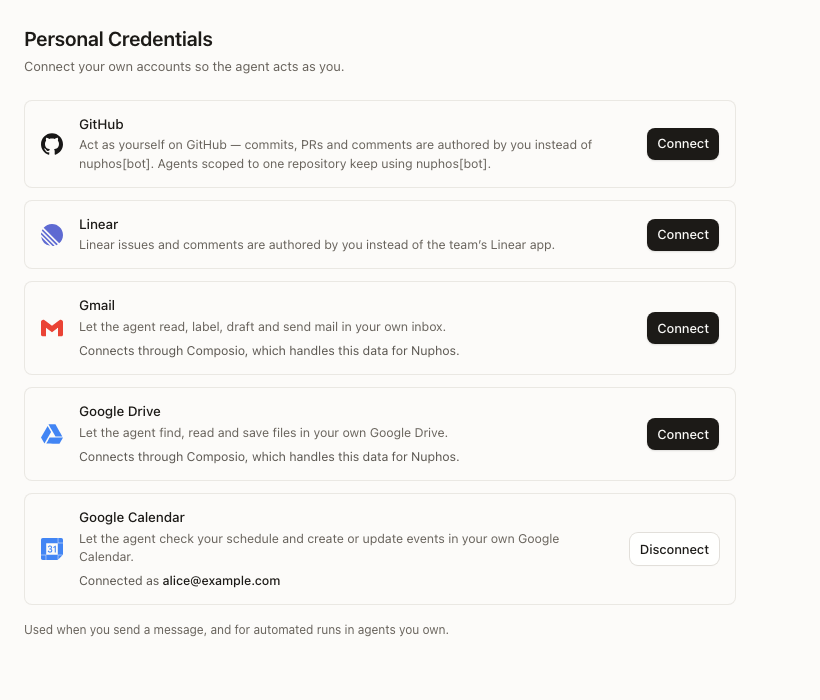 Personal Credentials
Connect your own accounts so the agent acts as you.
GitHub
Act as yourself on GitHub — commits, PRs and comments are authored by you instead of
nuphos[bot]. Agents scoped to one repository keep using nuphos[bot].
Connect
Linear
Linear issues and comments are authored by you instead of the team's Linear app.
Connect
Gmail
Let the agent read, label, draft and send mail in your own inbox.
Connects through Composio, which handles this data for Nuphos.
Connect
Google Drive
Let the agent find, read and save files in your own Google Drive.
Connects through Composio, which handles this data for Nuphos.
Connect
31
Google Calendar
Let the agent check your schedule and create or update events in your own Google
Calendar.
Connected as alice@example.com
Disconnect
Used when you send a message, and for automated runs in agents you own.